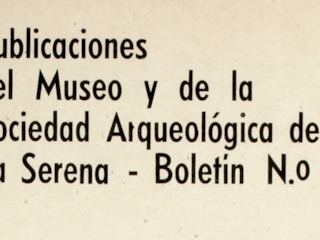 ublicaciones
el Museo y de la
ociedad Arqueológica de
a Serena - Boletín N.o